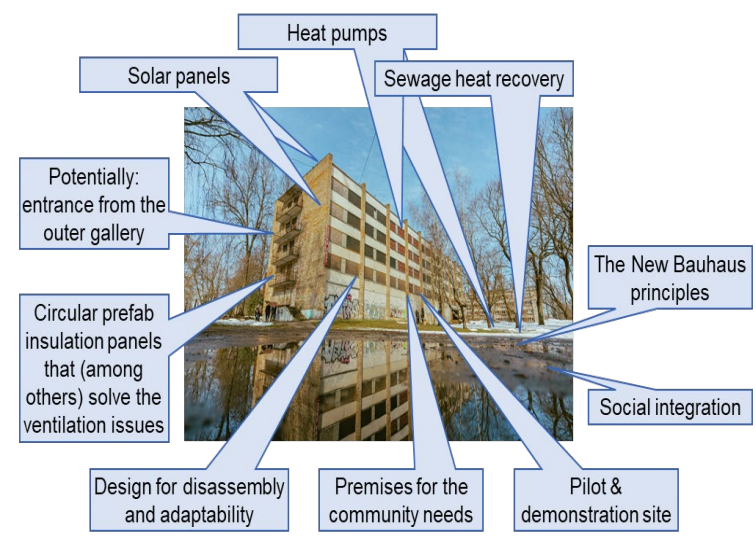 Heat pumps
Solar panels
Sewage heat recovery
Potentially:
entrance from the
outer gallery
The New Bauhaus
principles
Circular prefab
insulation panels
that (among
others) solve the
ventilation issues
Social integration
Design for disassembly
and adaptability
Premises for the
community needs
Pilot &
demonstration site